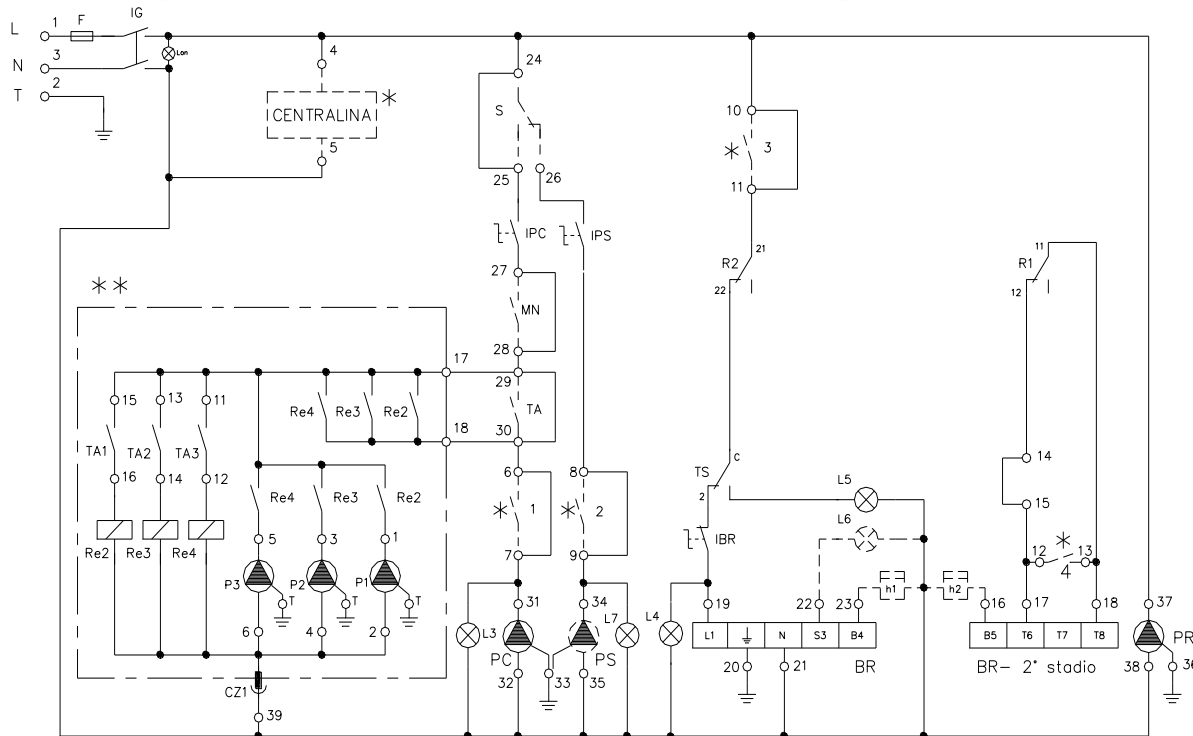 L 1 F IG
Lon
N 3
T 2
4
CENTRALINA *
5
24
S
25 26
IPC IPS
27
MN
28
29
TA
30
6 8
* 1 * 2
7 9
31 34
L3 L7
PC PS
32 33 35
10
* 3
11
R2 21
22
TS C
2
IBR
L4
L5
L6
19 22 23
h1 h2
L1 N S3 B4
20 21 BR
R1 11
12
14
15
*
12 13
4
16 17 18
B5 T6 T7 T8
BR- 2° stadio
37
PR
38 36
**
17
18
15 13 11
TA1 TA2 TA3
16 14 12
Re2 Re3 Re4
Re4 Re3 Re2
Re4 Re3 Re2
5 3 1
P3 P2 P1
T T T
6 4 2
CZ1
39